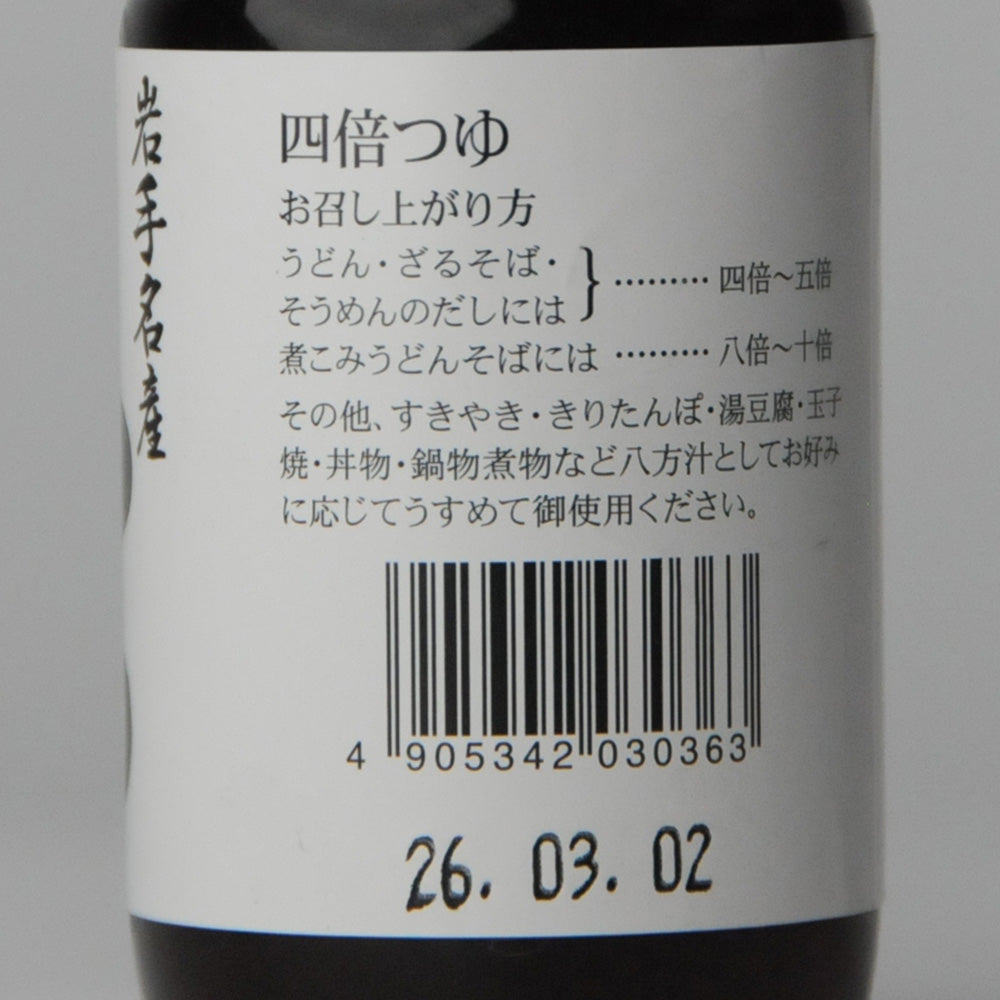 岩手名産
四倍つゆ
お召し上がり方
うどん・ざるそば・
そうめんのだしには } ……… 四倍～五倍
煮こみうどんそばには ……… 八倍～十倍
その他、すきやき・きりたんぽ・湯豆腐・玉子
焼・丼物・鍋物煮物など八方汁としてお好み
に応じてうすめて御使用ください。
4 905342 030363
26. 03. 02